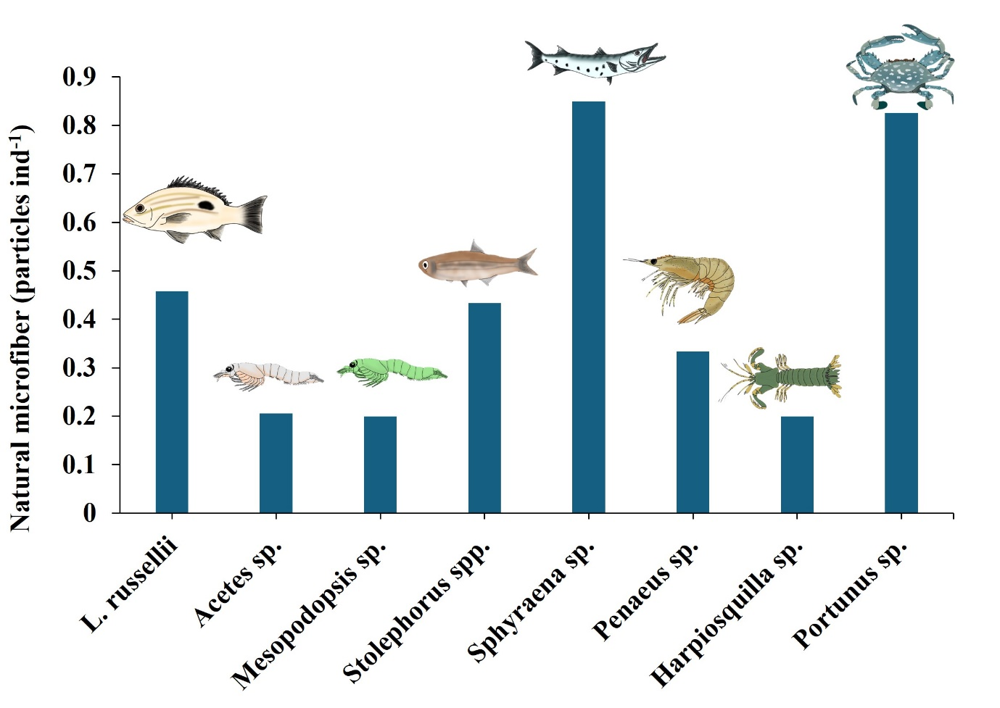 Natural microfiber (particles ind-1)
0.9
0.8
0.7
0.6
0.5
0.4
0.3
0.2
0.1
0
L. russellii
Acetes sp.
Mesopodopsis sp.
Stolephorus spp.
Sphyraena sp.
Penaeus sp.
Harpiosquilla sp.
Portunus sp.